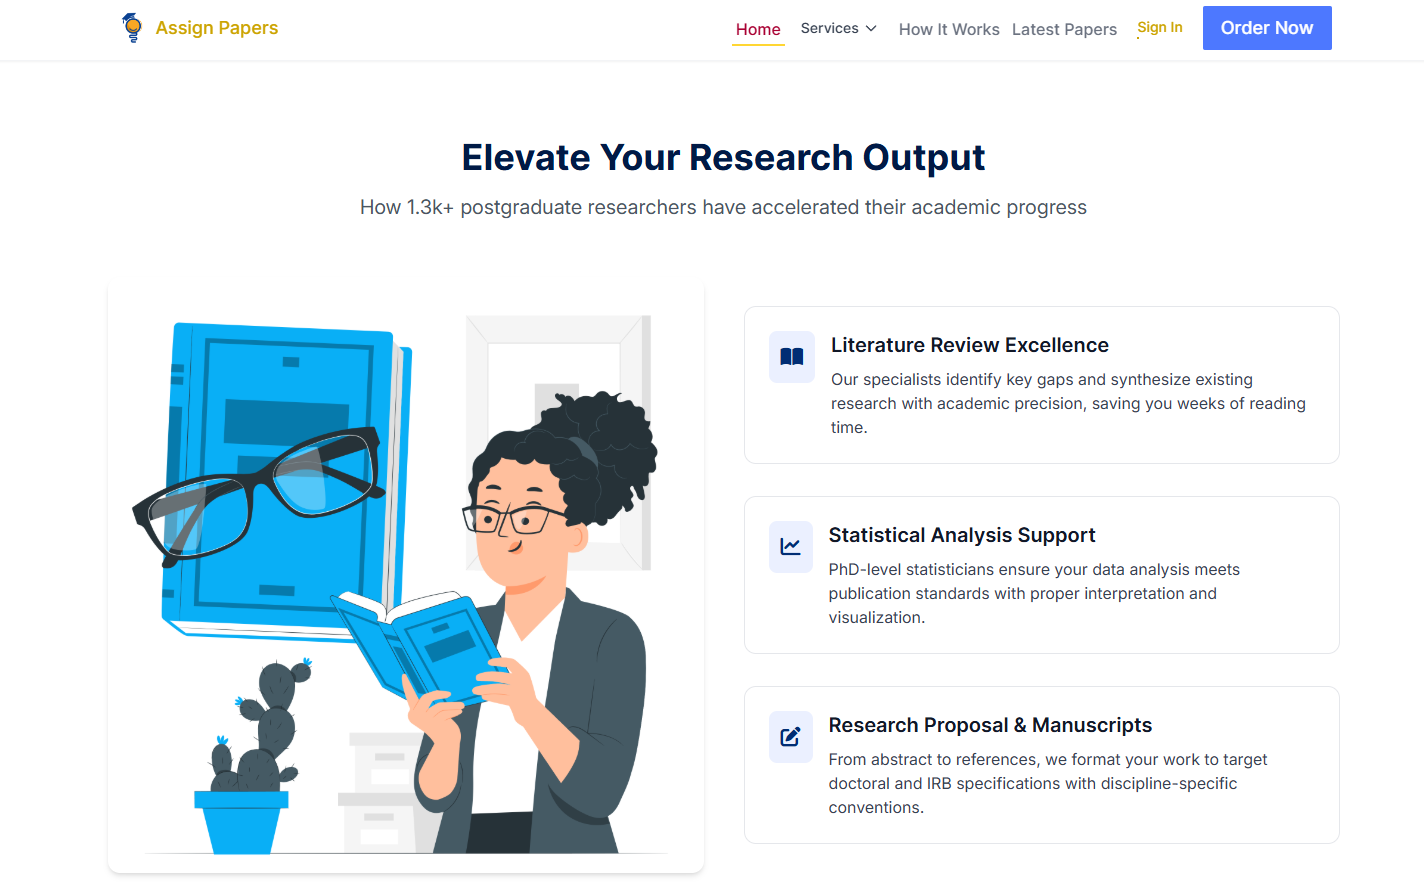 Assign Papers
Home
Services
How It Works
Latest Papers
Sign In
Order Now
Elevate Your Research Output
How 1.3k+ postgraduate researchers have accelerated their academic progress
Literature Review Excellence
Our specialists identify key gaps and synthesize existing
research with academic precision, saving you weeks of reading
time.
Statistical Analysis Support
PhD-level statisticians ensure your data analysis meets
publication standards with proper interpretation and
visualization.
Research Proposal & Manuscripts
From abstract to references, we format your work to target
doctoral and IRB specifications with discipline-specific
conventions.